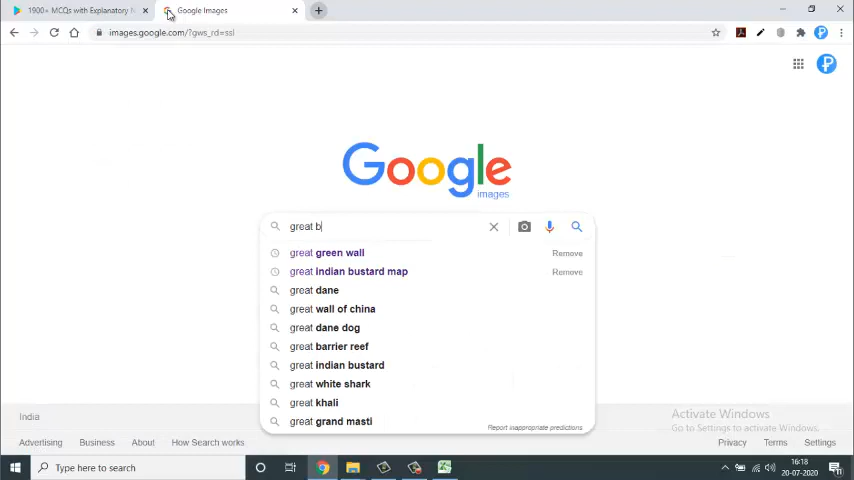 1900+ MCQs with Explanatory N
Google Images
images.google.com/?gws_rd=ssl
Google
images
great b
great green wall Remove
great indian bustard map Remove
great dane
great wall of china
great dane dog
great barrier reef
great indian bustard
great white shark
great khali
great grand masti
Report inappropriate predictions
India
Activate Windows
Go to Settings to activate Windows.
Advertising Business About How Search works Privacy Terms Settings
Type here to search
16:18
20-07-2020